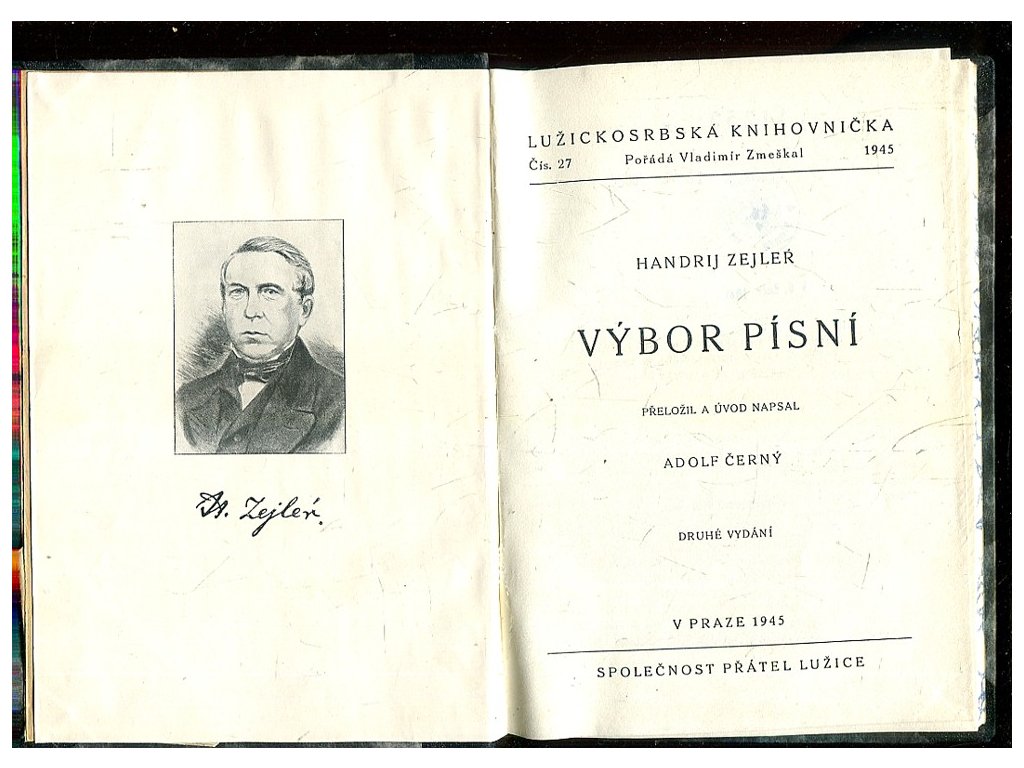 H. Zejleŕ.
LUŽICKOSRBSKÁ KNIHOVNIČKA
Čís. 27 Pořádá Vladimír Zmeškal 1945
HANDRIJ ZEJLEŔ
VÝBOR PÍSNÍ
PŘELOŽIL A ÚVOD NAPSAL
ADOLF ČERNÝ
DRUHÉ VYDÁNÍ
V PRAZE 1945
SPOLEČNOST PŘÁTEL LUŽICE